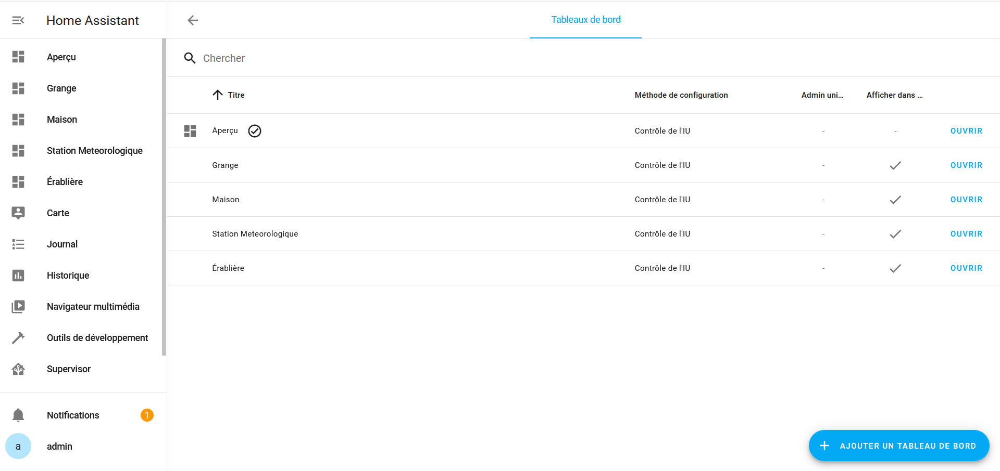 Home Assistant
Aperçu
Grange
Maison
Station Meteorologique
Érablière
Carte
Journal
Historique
Navigateur multimédia
Outils de développement
Supervisor
Notifications 1
a admin
Tableaux de bord
Chercher
Titre Méthode de configuration Admin uni... Afficher dans ...
Aperçu Contrôle de l'IU - - OUVRIR
Grange Contrôle de l'IU - OUVRIR
Maison Contrôle de l'IU - OUVRIR
Station Meteorologique Contrôle de l'IU - OUVRIR
Érablière Contrôle de l'IU - OUVRIR
AJOUTER UN TABLEAU DE BORD